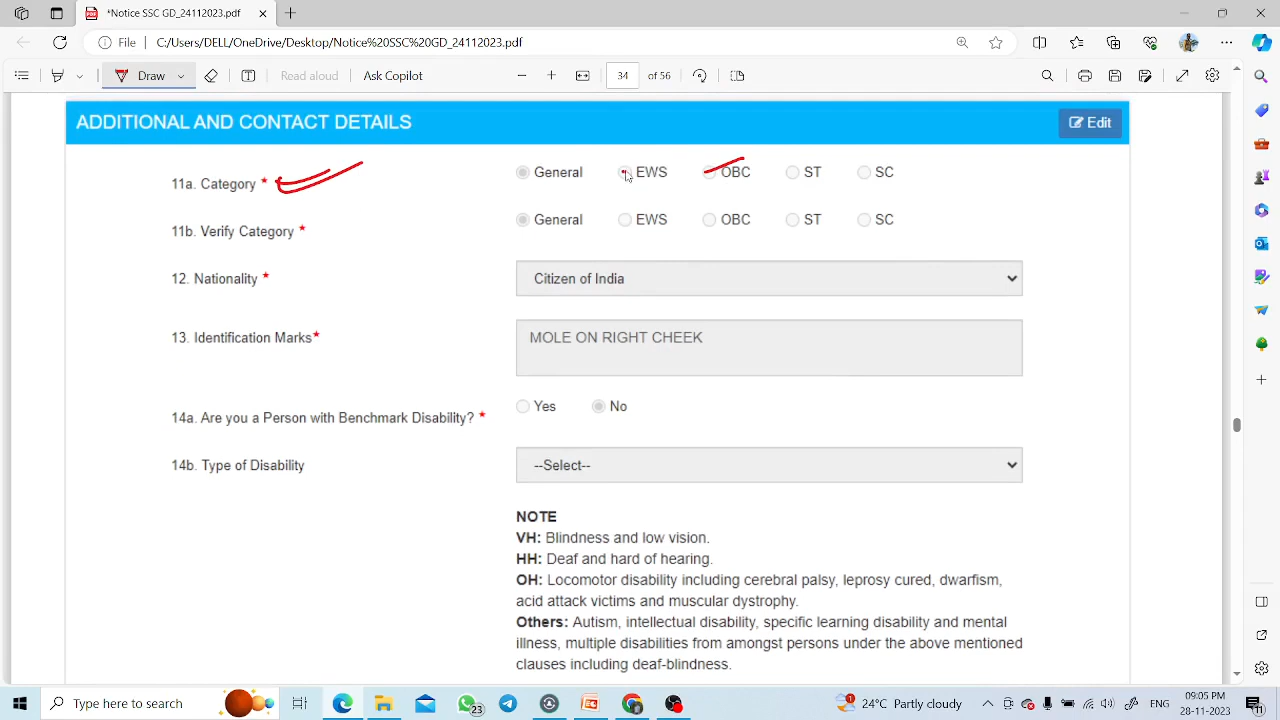 *Notice SSC GD_24112023.pdf
File
C:/Users/DELL/OneDrive/Desktop/Notice%20SSC%20GD_24112023.pdf
Draw
Read aloud
Ask Copilot
34
of 56
ADDITIONAL AND CONTACT DETAILS
Edit
11a. Category *
General EWS OBC ST SC
11b. Verify Category *
General EWS OBC ST SC
12. Nationality *
Citizen of India
13. Identification Marks*
MOLE ON RIGHT CHEEK
14a. Are you a Person with Benchmark Disability? *
Yes No
14b. Type of Disability
--Select--
NOTE
VH: Blindness and low vision.
HH: Deaf and hard of hearing.
OH: Locomotor disability including cerebral palsy, leprosy cured, dwarfism,
acid attack victims and muscular dystrophy.
Others: Autism, intellectual disability, specific learning disability and mental
illness, multiple disabilities from amongst persons under the above mentioned
clauses including deaf-blindness.
Type here to search
23
1
24°C Partly cloudy
ENG
09:05 PM
28-11-2023
1